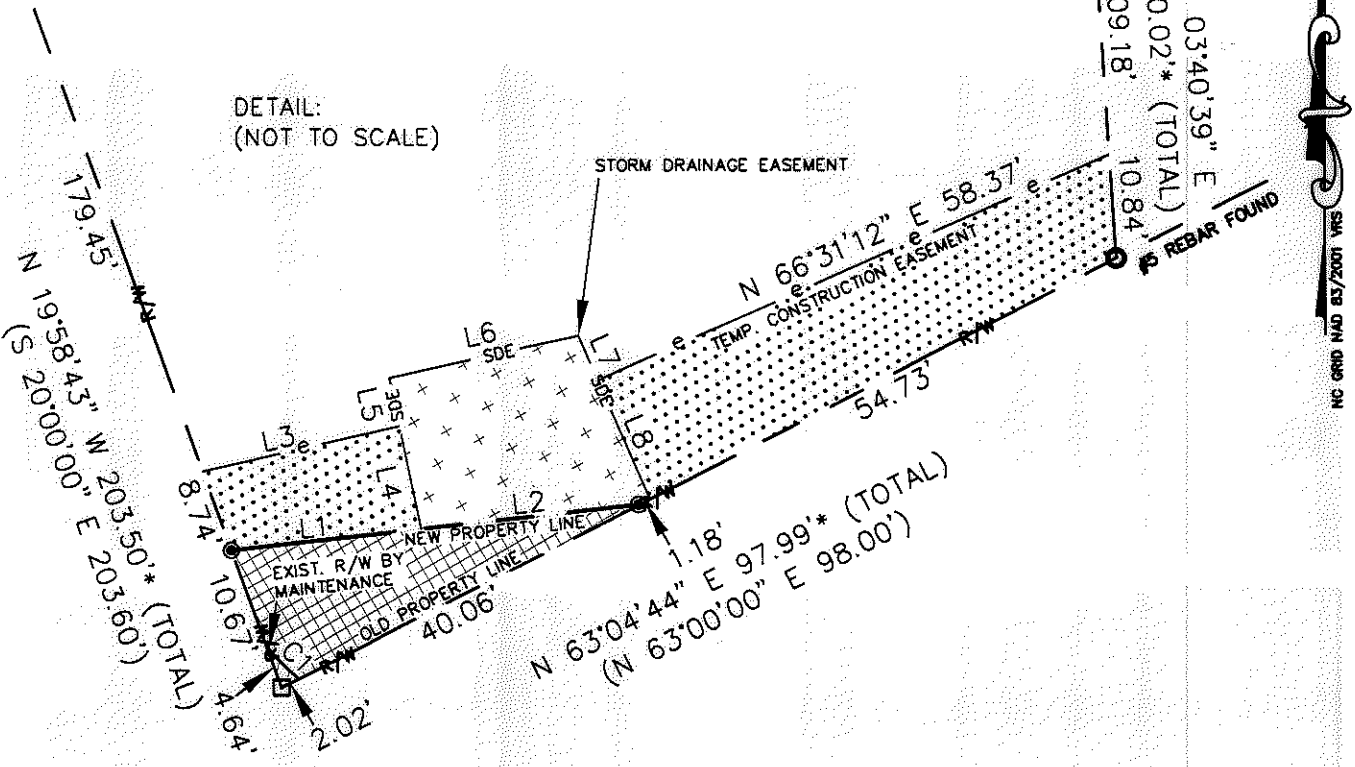 DETAIL:
(NOT TO SCALE)
STORM DRAINAGE EASEMENT
03°40'39" E
0.02'* (TOTAL)
09.18'
10.84'
REBAR FOUND
NC GRID NAD 83/2001 VRS
179.45'
R/W
N 19°58'43" W 203.50'* (TOTAL)
(S 20°00'00" E 203.60')
N 66°31'12" E 58.37'
e
e
e
e
TEMP. CONSTRUCTION EASEMENT
R/W
54.73'
L6
SDE
L7
SDE
L8
L5
SDE
L3
e
L4
8.74'
L1
L2
NEW PROPERTY LINE
EXIST. R/W BY
MAINTENANCE
OLD PROPERTY LINE
40.06'
R/W
10.67'
4.64'
2.02'
1.18'
N 63°04'44" E 97.99'* (TOTAL)
(N 63°00'00" E 98.00')